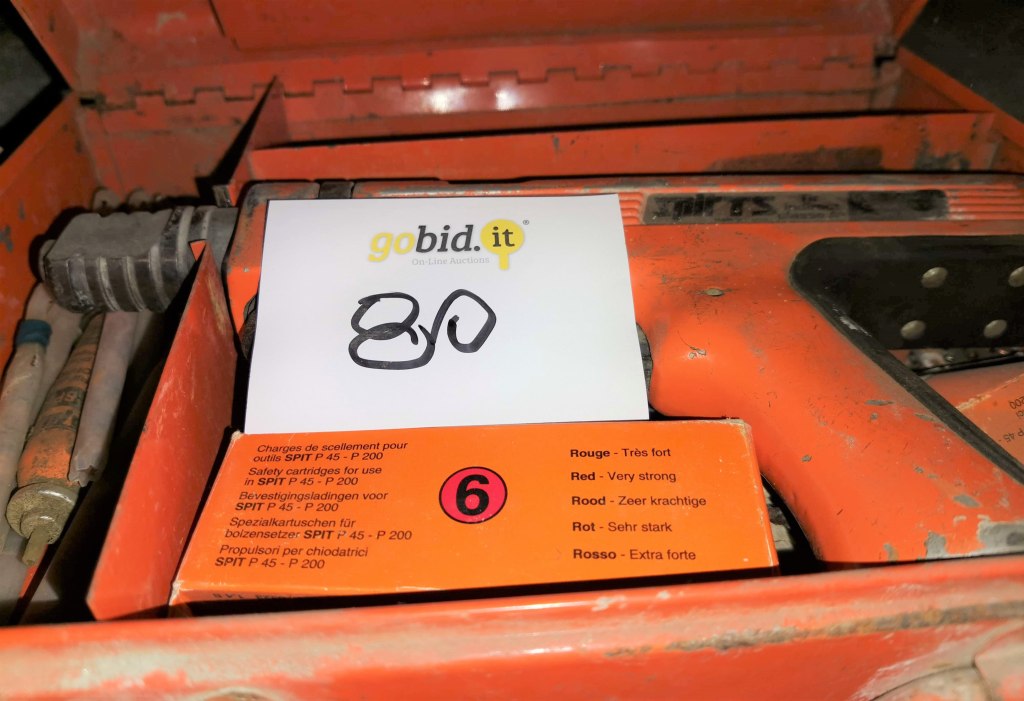 gobid.it®
On-Line Auctions
80
Charges de scellement pour
outils SPIT P 45 - P 200
Safety cartridges for use
in SPIT P 45 - P 200
Bevestigingsladingen voor
SPIT P 45 - P 200
Spezialkartuschen für
bolzensetzer SPIT P 45 - P 200
Propulsori per chiodatrici
SPIT P 45 - P 200
6
Rouge - Très fort
Red - Very strong
Rood - Zeer krachtige
Rot - Sehr stark
Rosso - Extra forte